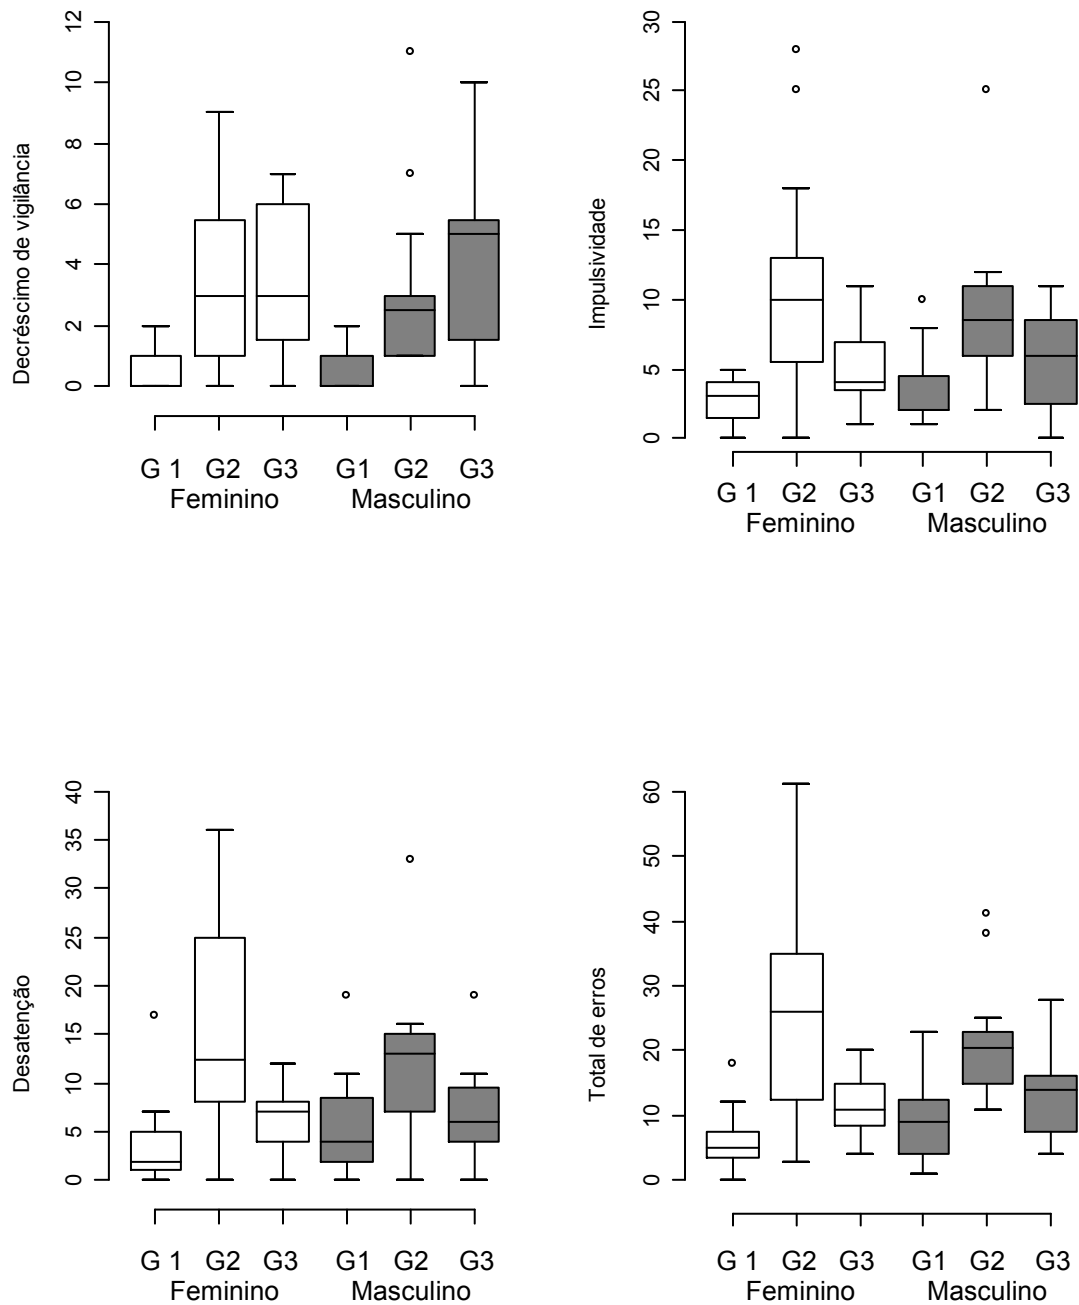 Decréscimo de vigilância
12
10
8
6
4
2
0
G 1 G2 G3 G1 G2 G3
Feminino Masculino
Impulsividade
30
25
20
15
10
5
0
G 1 G2 G3 G1 G2 G3
Feminino Masculino
Desatenção
40
35
30
25
20
15
10
5
0
G 1 G2 G3 G1 G2 G3
Feminino Masculino
Total de erros
60
50
40
30
20
10
0
G 1 G2 G3 G1 G2 G3
Feminino Masculino